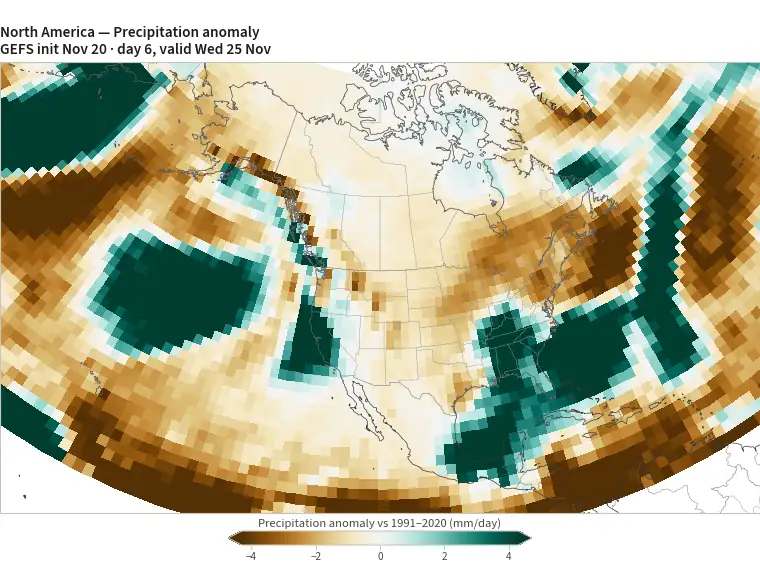 North America — Precipitation anomaly
GEFS init Nov 20 · day 6, valid Wed 25 Nov
Precipitation anomaly vs 1991–2020 (mm/day)
−4 −2 0 2 4